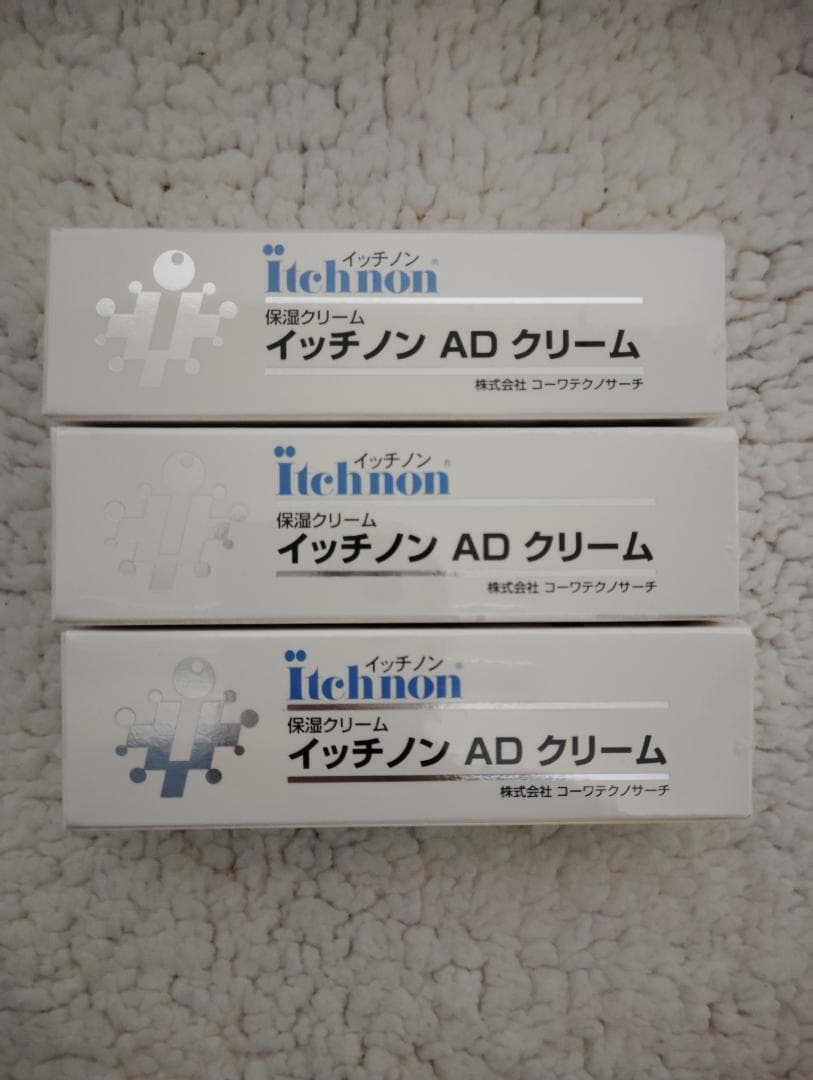 イッチノン
itchnon®
保湿クリーム
イッチノン AD クリーム
株式会社 コーワテクノサーチ
イッチノン
itchnon®
保湿クリーム
イッチノン AD クリーム
株式会社 コーワテクノサーチ
イッチノン
itchnon®
保湿クリーム
イッチノン AD クリーム
株式会社 コーワテクノサーチ